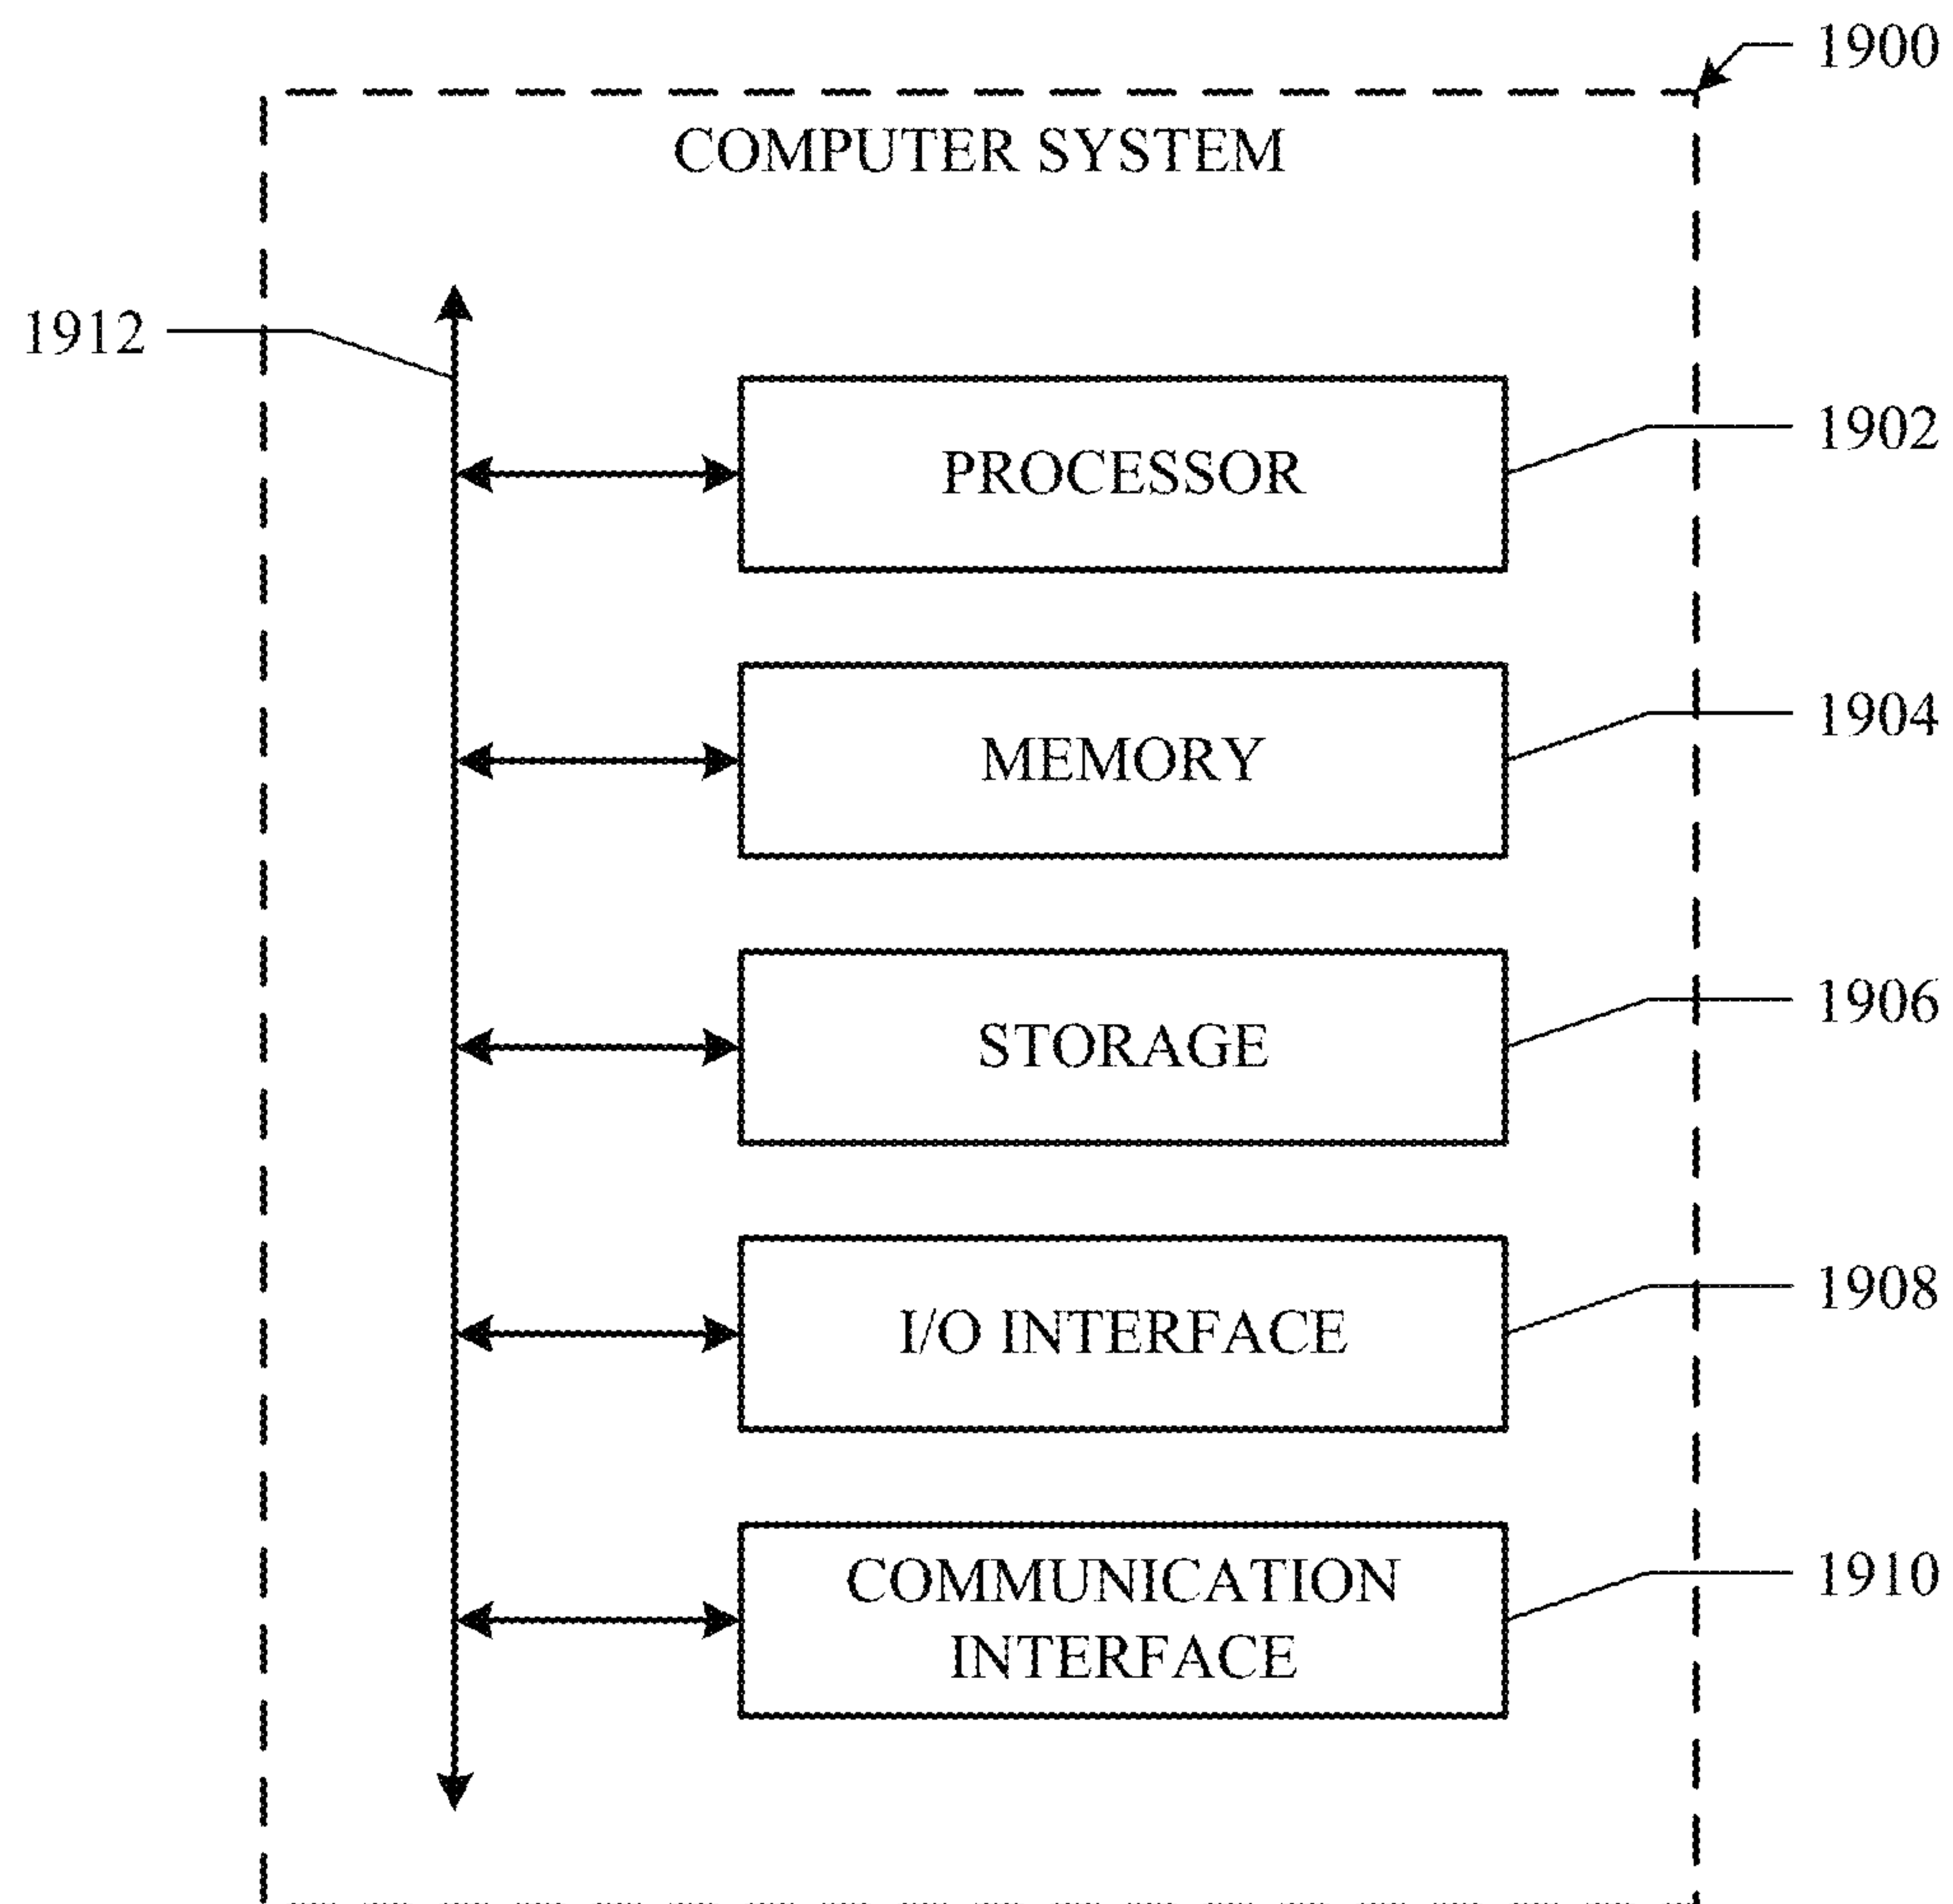 1900
COMPUTER SYSTEM
1912
PROCESSOR
1902
MEMORY
1904
STORAGE
1906
I/O INTERFACE
1908
COMMUNICATION
INTERFACE
1910